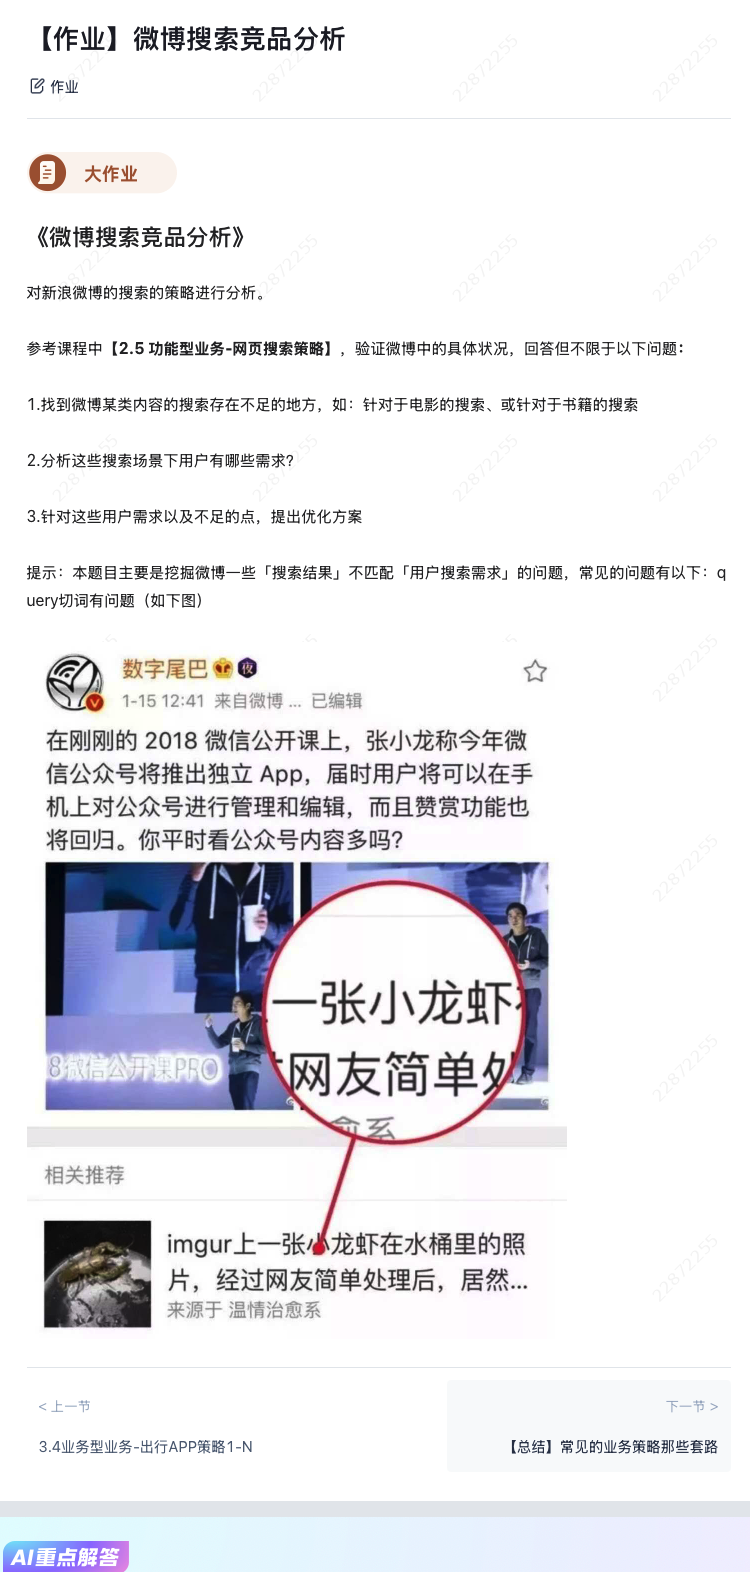 【作业】微博搜索竞品分析
作业
大作业
《微博搜索竞品分析》
对新浪微博的搜索的策略进行分析。
参考课程中【2.5 功能型业务-网页搜索策略】，验证微博中的具体状况，回答但不限于以下问题：
1.找到微博某类内容的搜索存在不足的地方，如：针对于电影的搜索、或针对于书籍的搜索
2.分析这些搜索场景下用户有哪些需求？
3.针对这些用户需求以及不足的点，提出优化方案
提示：本题目主要是挖掘微博一些「搜索结果」不匹配「用户搜索需求」的问题，常见的问题有以下：q
uery切词有问题（如下图）
数字尾巴
夜
1-15 12:41 来自微博 ... 已编辑
在刚刚的 2018 微信公开课上，张小龙称今年微
信公众号将推出独立 App，届时用户将可以在手
机上对公众号进行管理和编辑，而且赞赏功能也
将回归。你平时看公众号内容多吗？
一张小龙虾
网友简单处
愈系
8微信公开课PRO
相关推荐
imgur上一张小龙虾在水桶里的照
片，经过网友简单处理后，居然...
来源于 温情治愈系
< 上一节
3.4业务型业务-出行APP策略1-N
下一节 >
【总结】常见的业务策略那些套路
AI重点解答
22872255